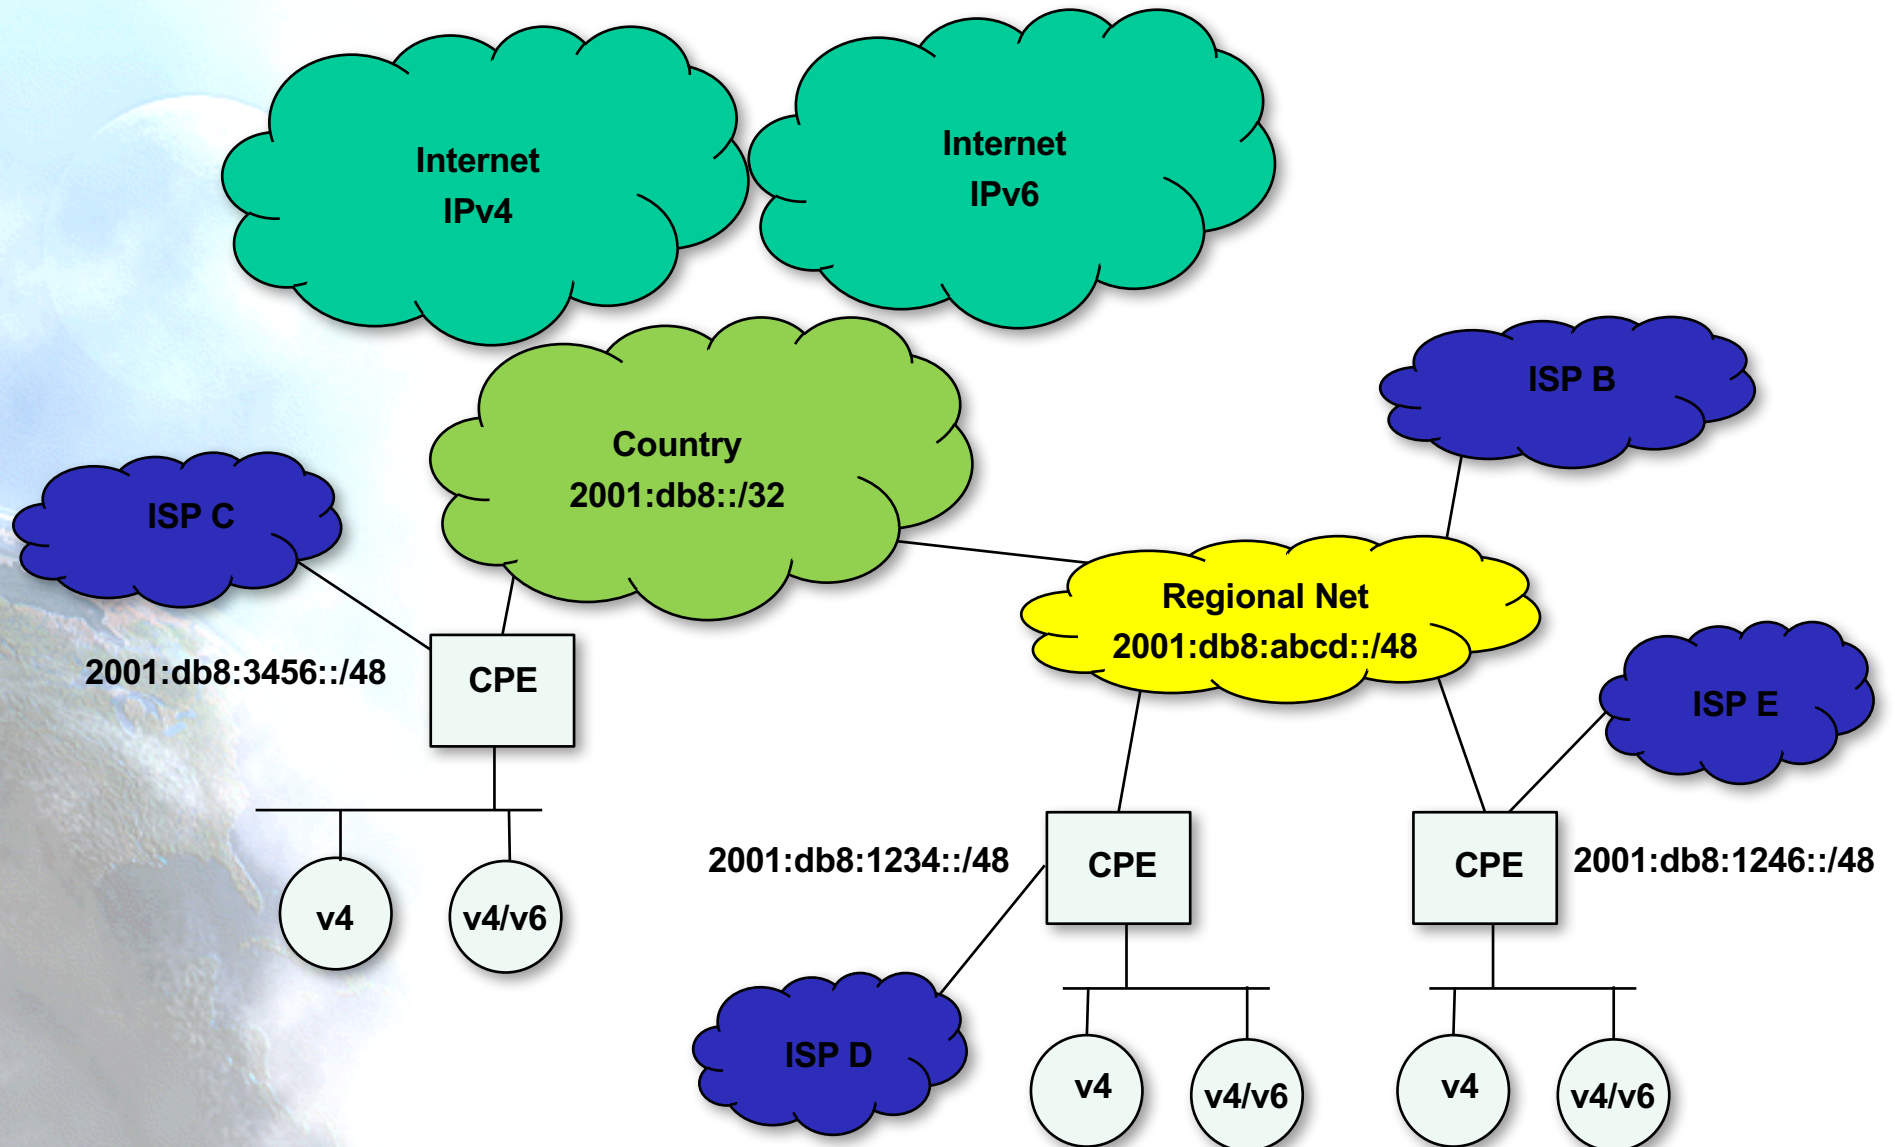 Internet
IPv4
Internet
IPv6
ISP B
Country
2001:db8::/32
ISP C
Regional Net
2001:db8:abcd::/48
2001:db8:3456::/48
CPE
ISP E
2001:db8:1234::/48
CPE
CPE
2001:db8:1246::/48
v4
v4/v6
ISP D
v4
v4/v6
v4
v4/v6